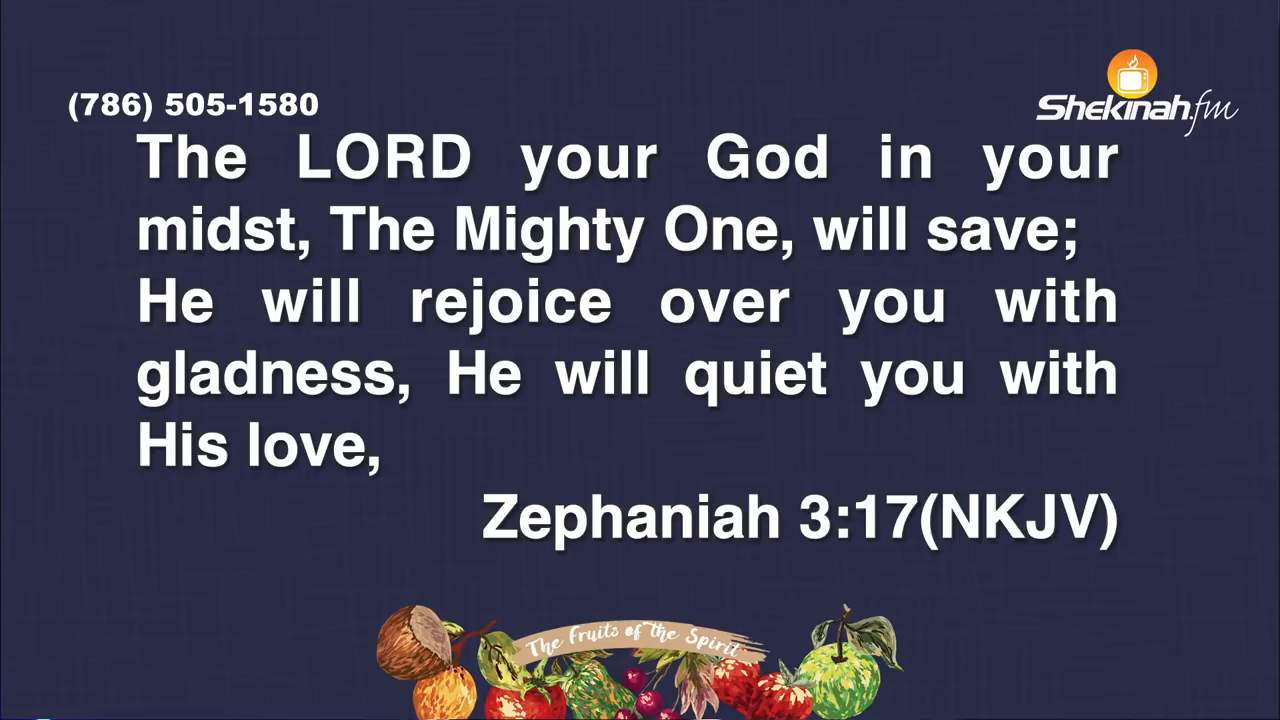 (786) 505-1580
Shekinah.fm
The LORD your God in your
midst, The Mighty One, will save;
He will rejoice over you with
gladness, He will quiet you with
His love,
Zephaniah 3:17(NKJV)
The Fruits of the Spirit